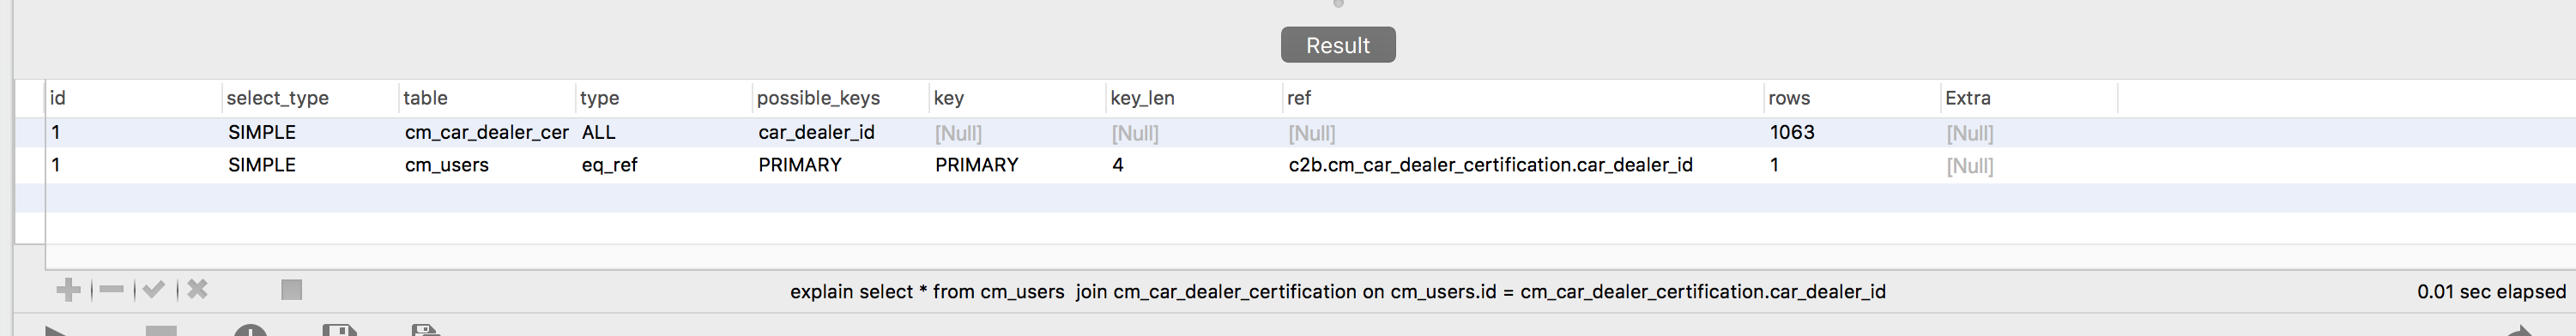 Result
id select_type table type possible_keys key key_len ref rows Extra
1 SIMPLE cm_car_dealer_cer ALL car_dealer_id [Null] [Null] [Null] 1063 [Null]
1 SIMPLE cm_users eq_ref PRIMARY PRIMARY 4 c2b.cm_car_dealer_certification.car_dealer_id 1 [Null]
explain select * from cm_users  join cm_car_dealer_certification on cm_users.id = cm_car_dealer_certification.car_dealer_id 0.01 sec elapsed